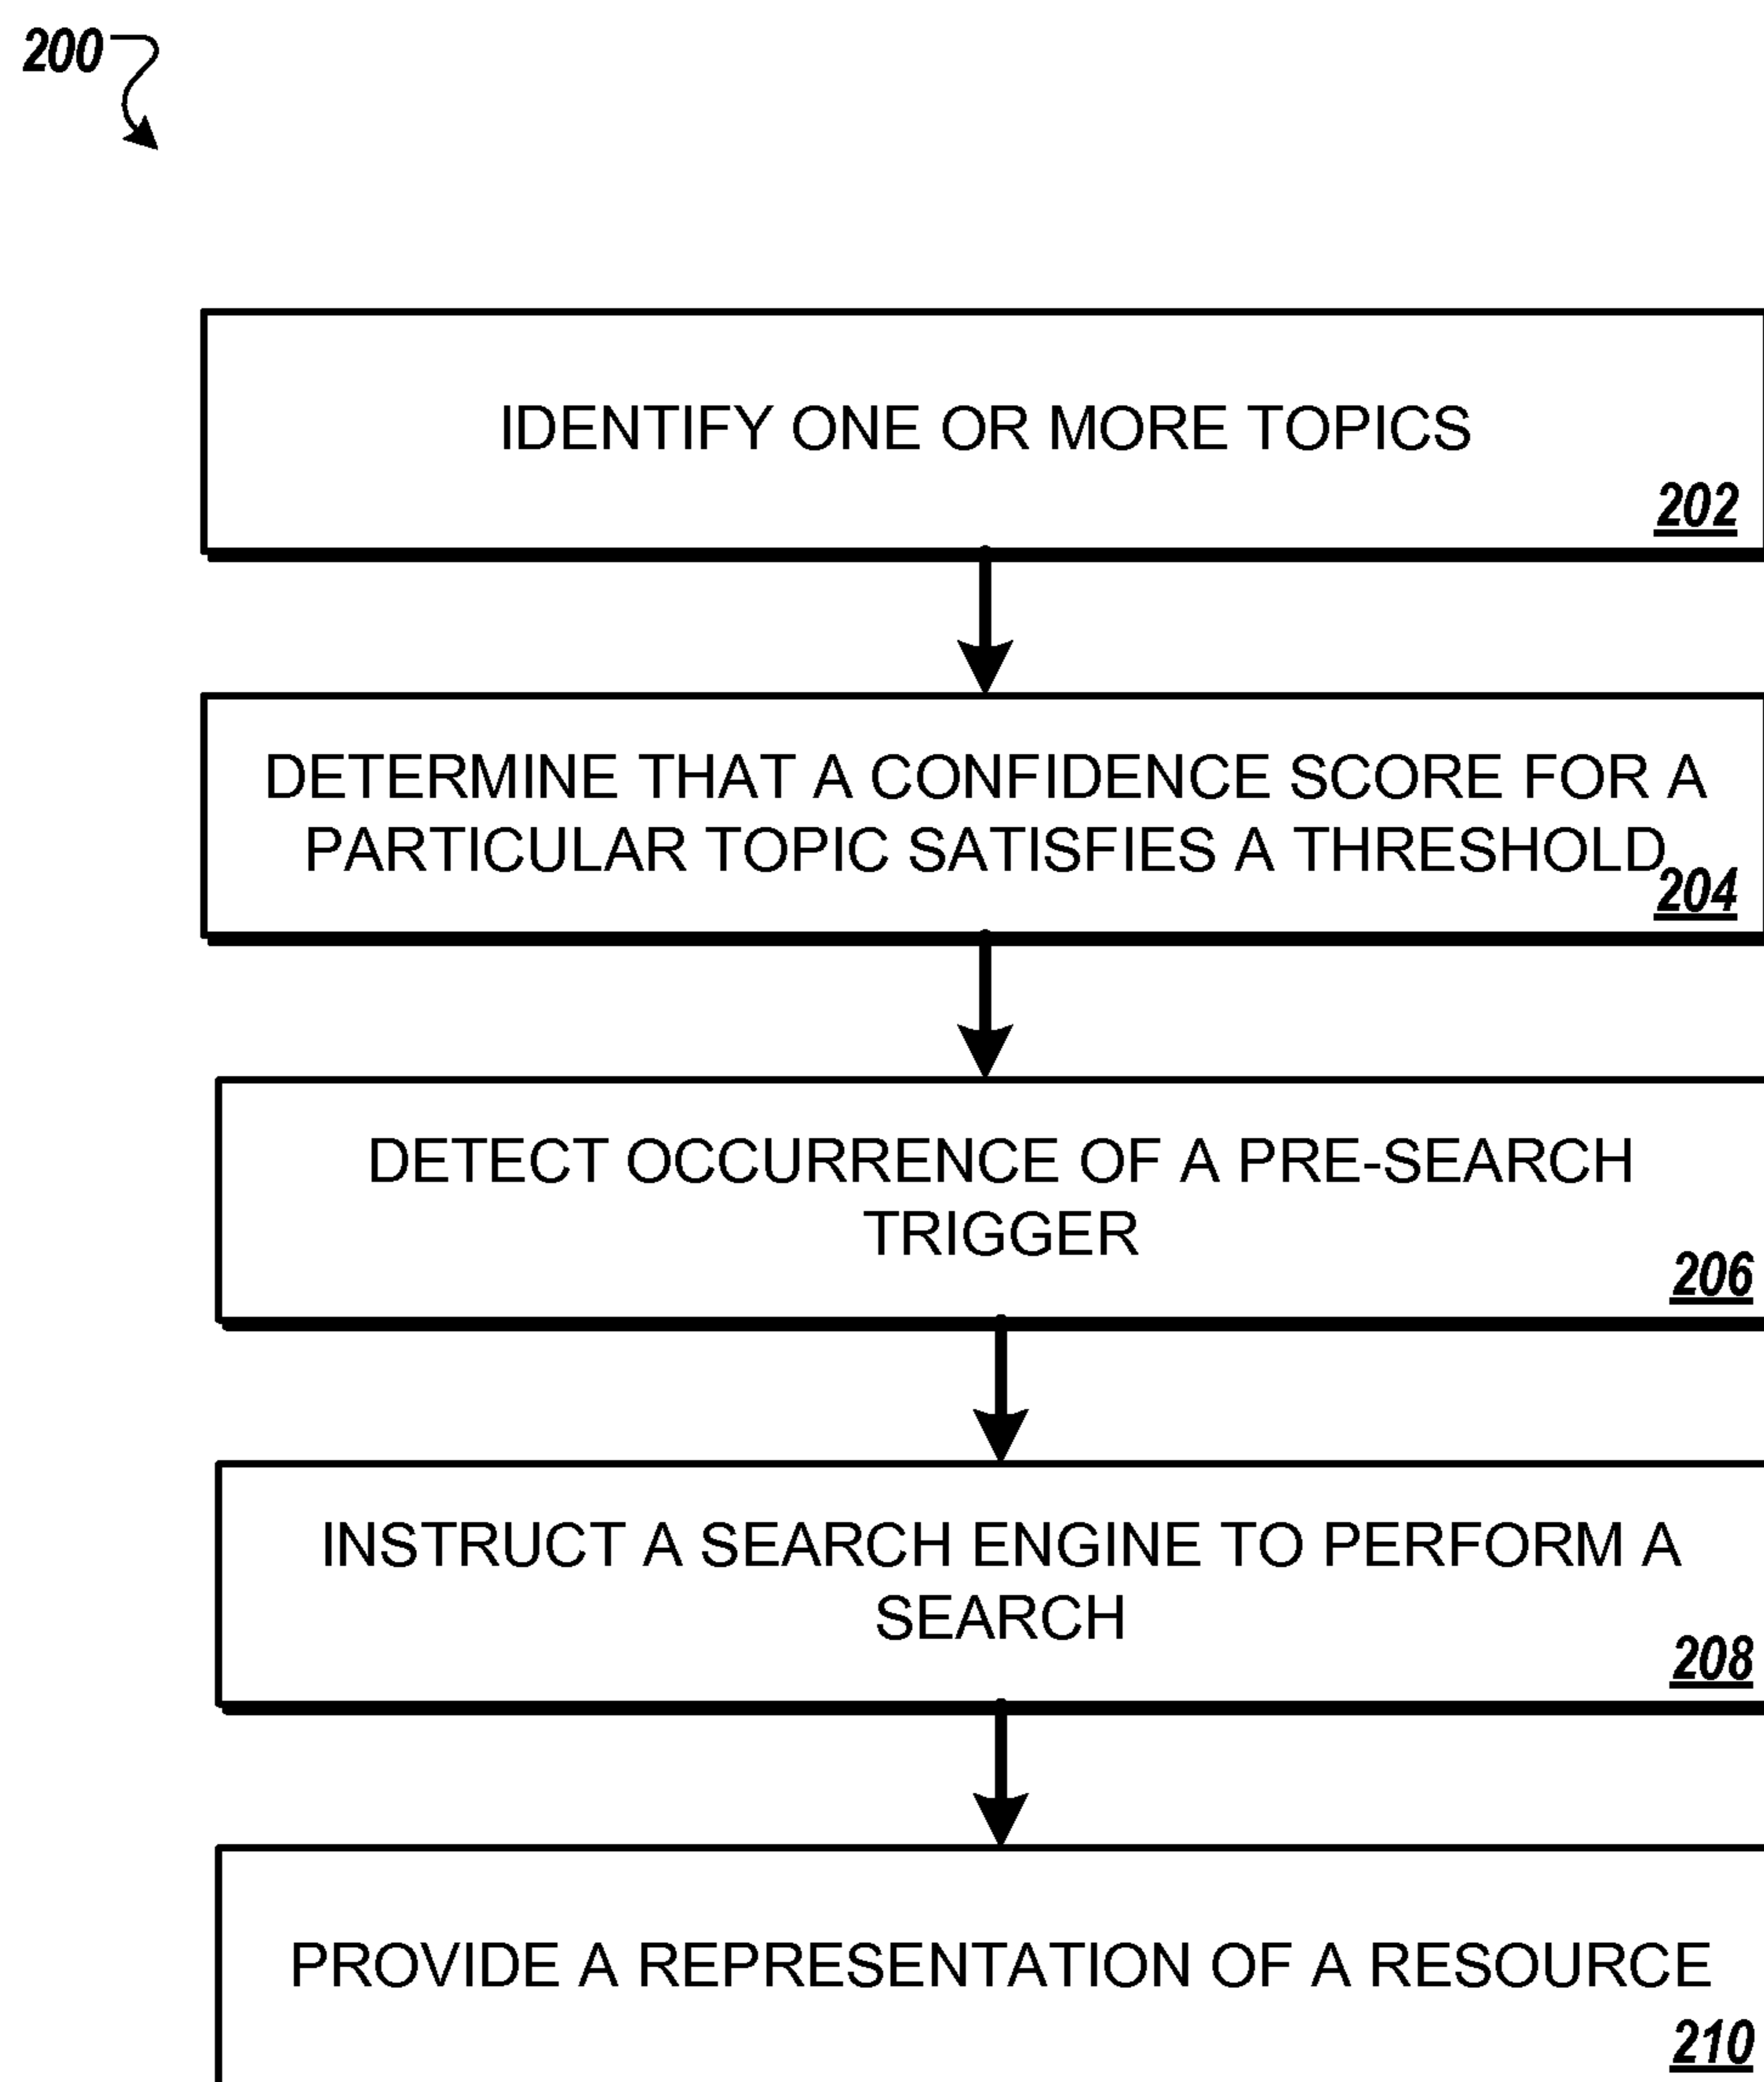 200
IDENTIFY ONE OR MORE TOPICS
202
DETERMINE THAT A CONFIDENCE SCORE FOR A
PARTICULAR TOPIC SATISFIES A THRESHOLD
204
DETECT OCCURRENCE OF A PRE-SEARCH
TRIGGER
206
INSTRUCT A SEARCH ENGINE TO PERFORM A
SEARCH
208
PROVIDE A REPRESENTATION OF A RESOURCE
210